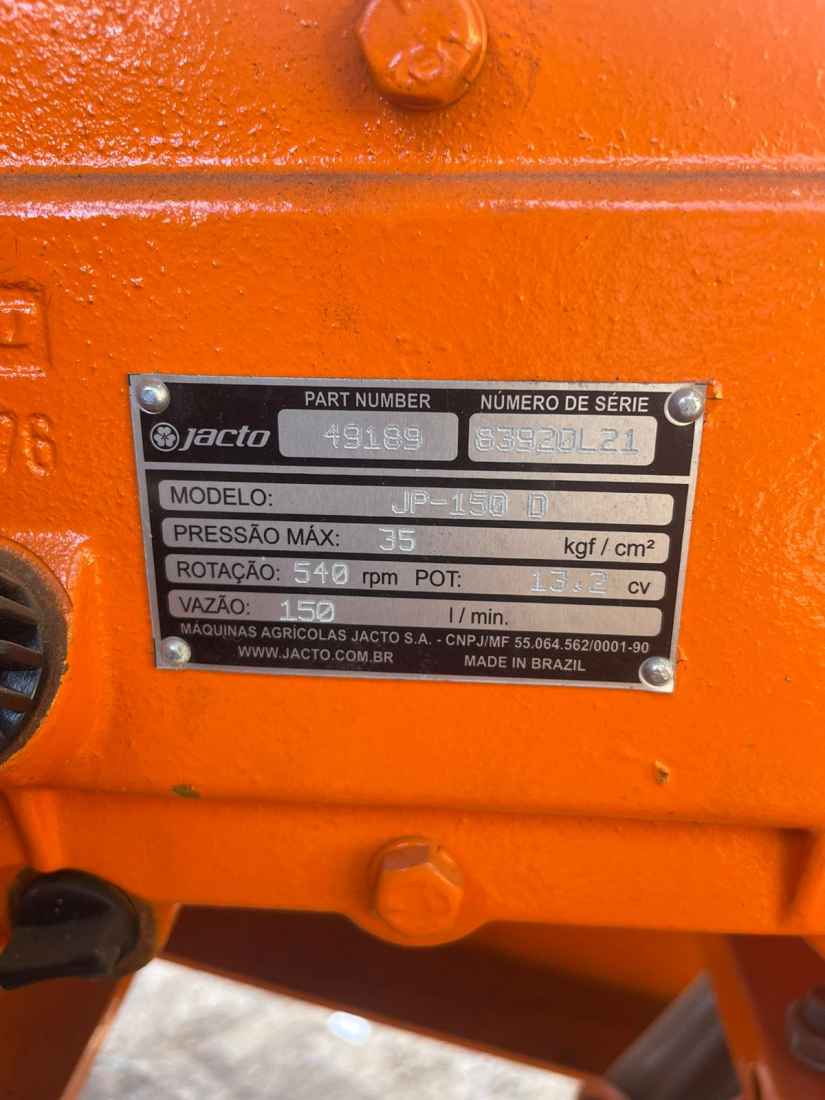 PART NUMBER NÚMERO DE SÉRIE
jacto 49189 83920L21
MODELO: JP-150 D
PRESSÃO MÁX: 35 kgf / cm²
ROTAÇÃO: 540 rpm POT: 13.2 cv
VAZÃO: 150 l / min.
MÁQUINAS AGRÍCOLAS JACTO S.A. - CNPJ/MF 55.064.562/0001-90
WWW.JACTO.COM.BR MADE IN BRAZIL